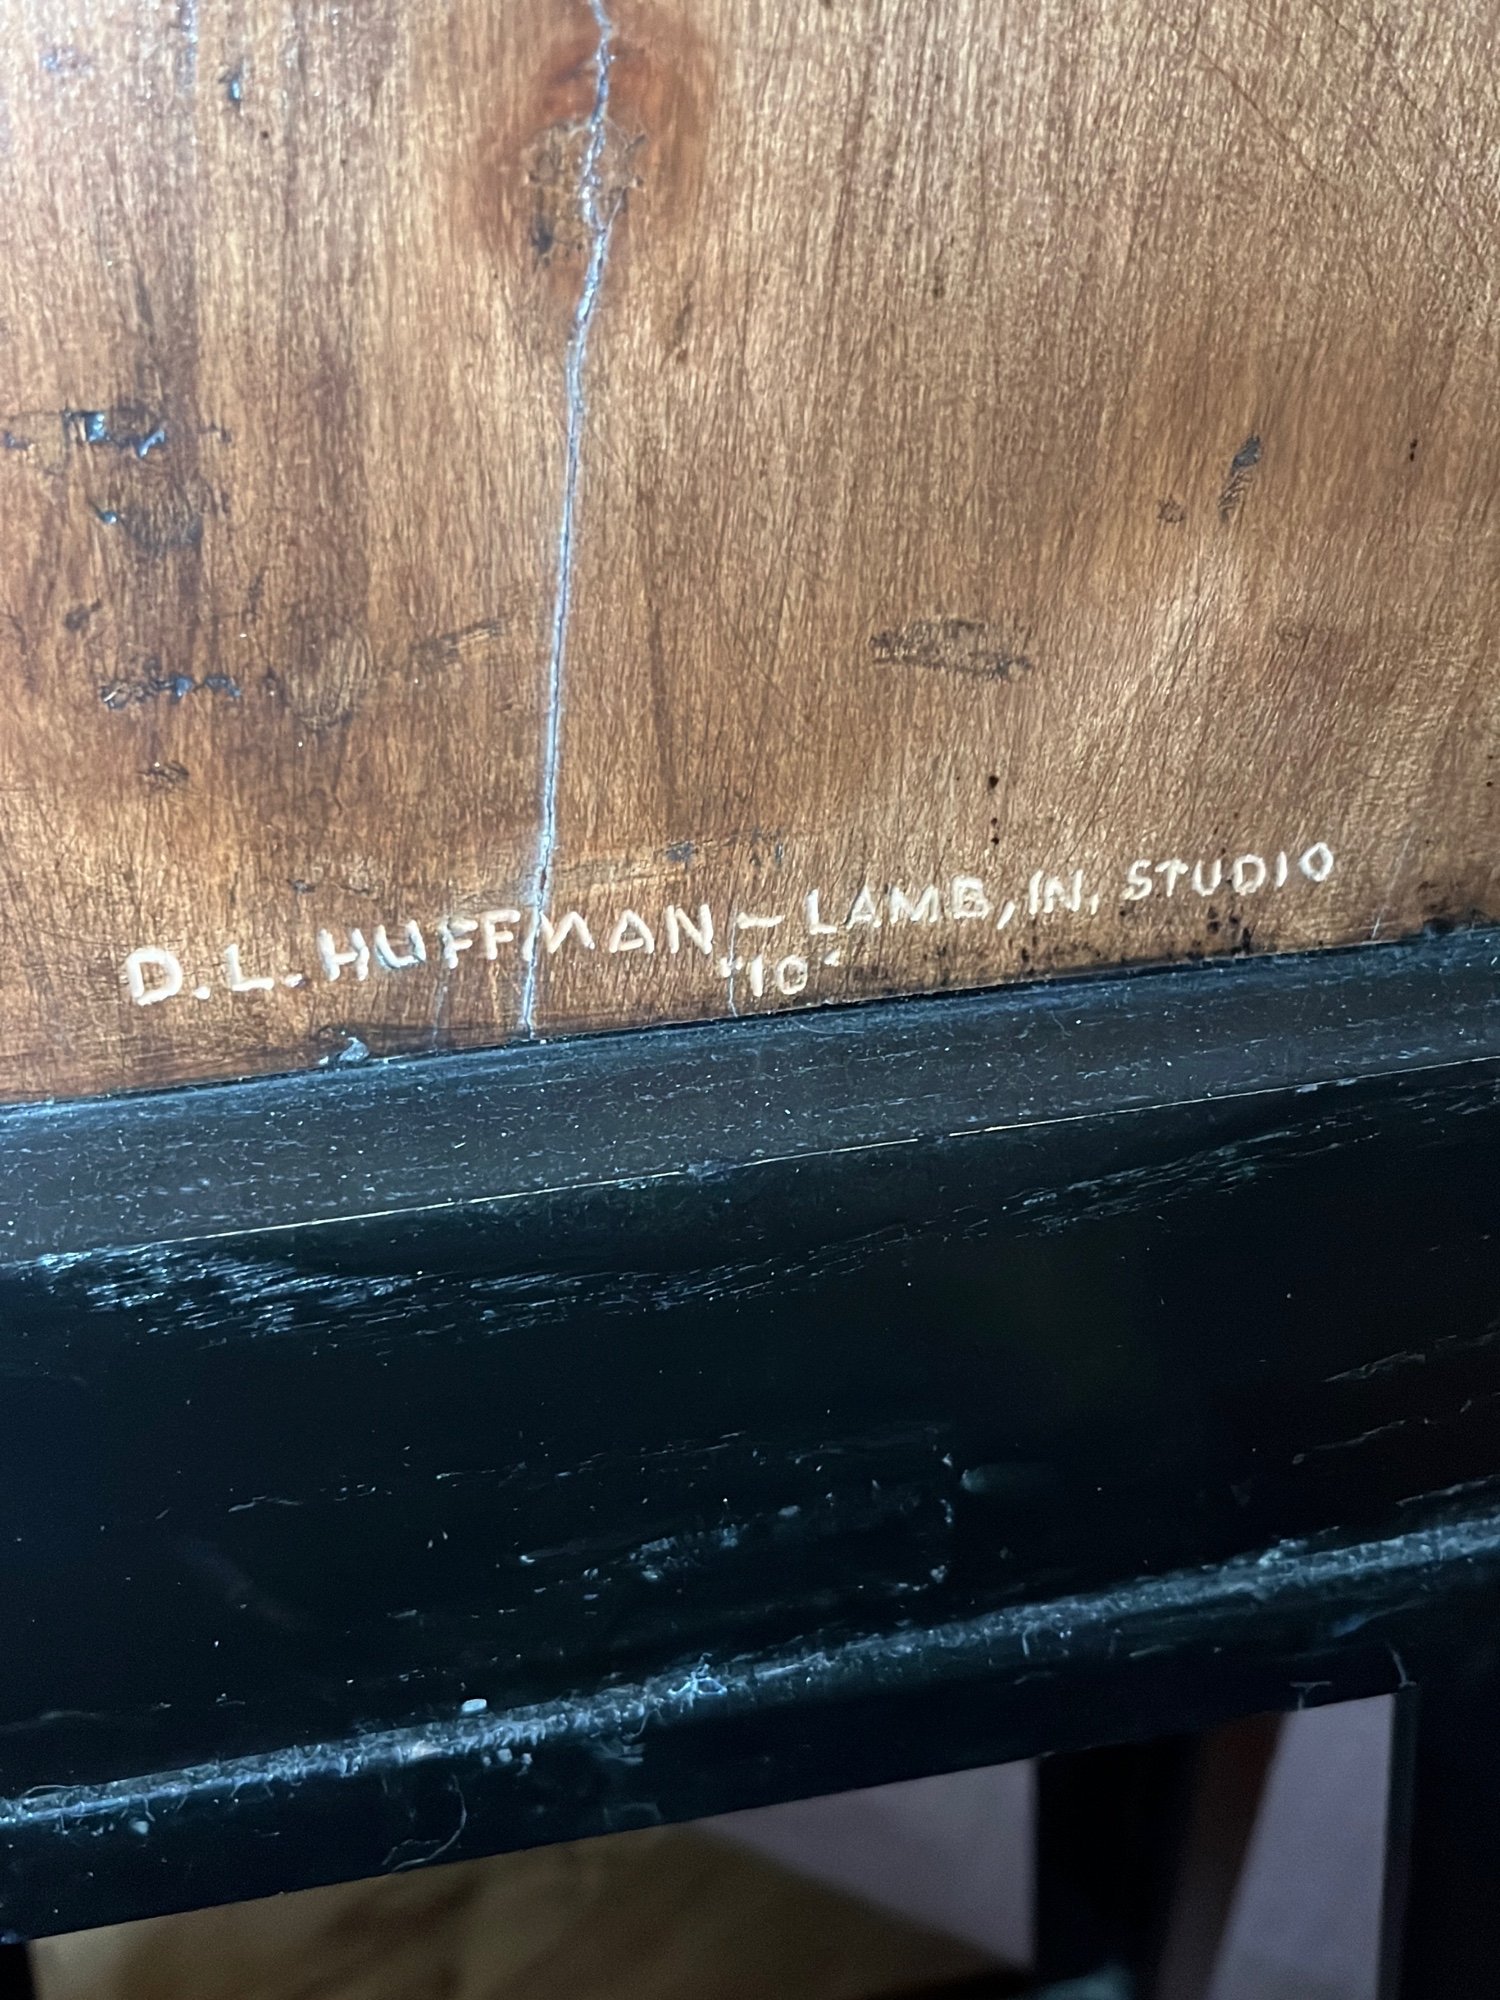 D. L. HUFFMAN – LAMB, IN, STUDIO
"10"